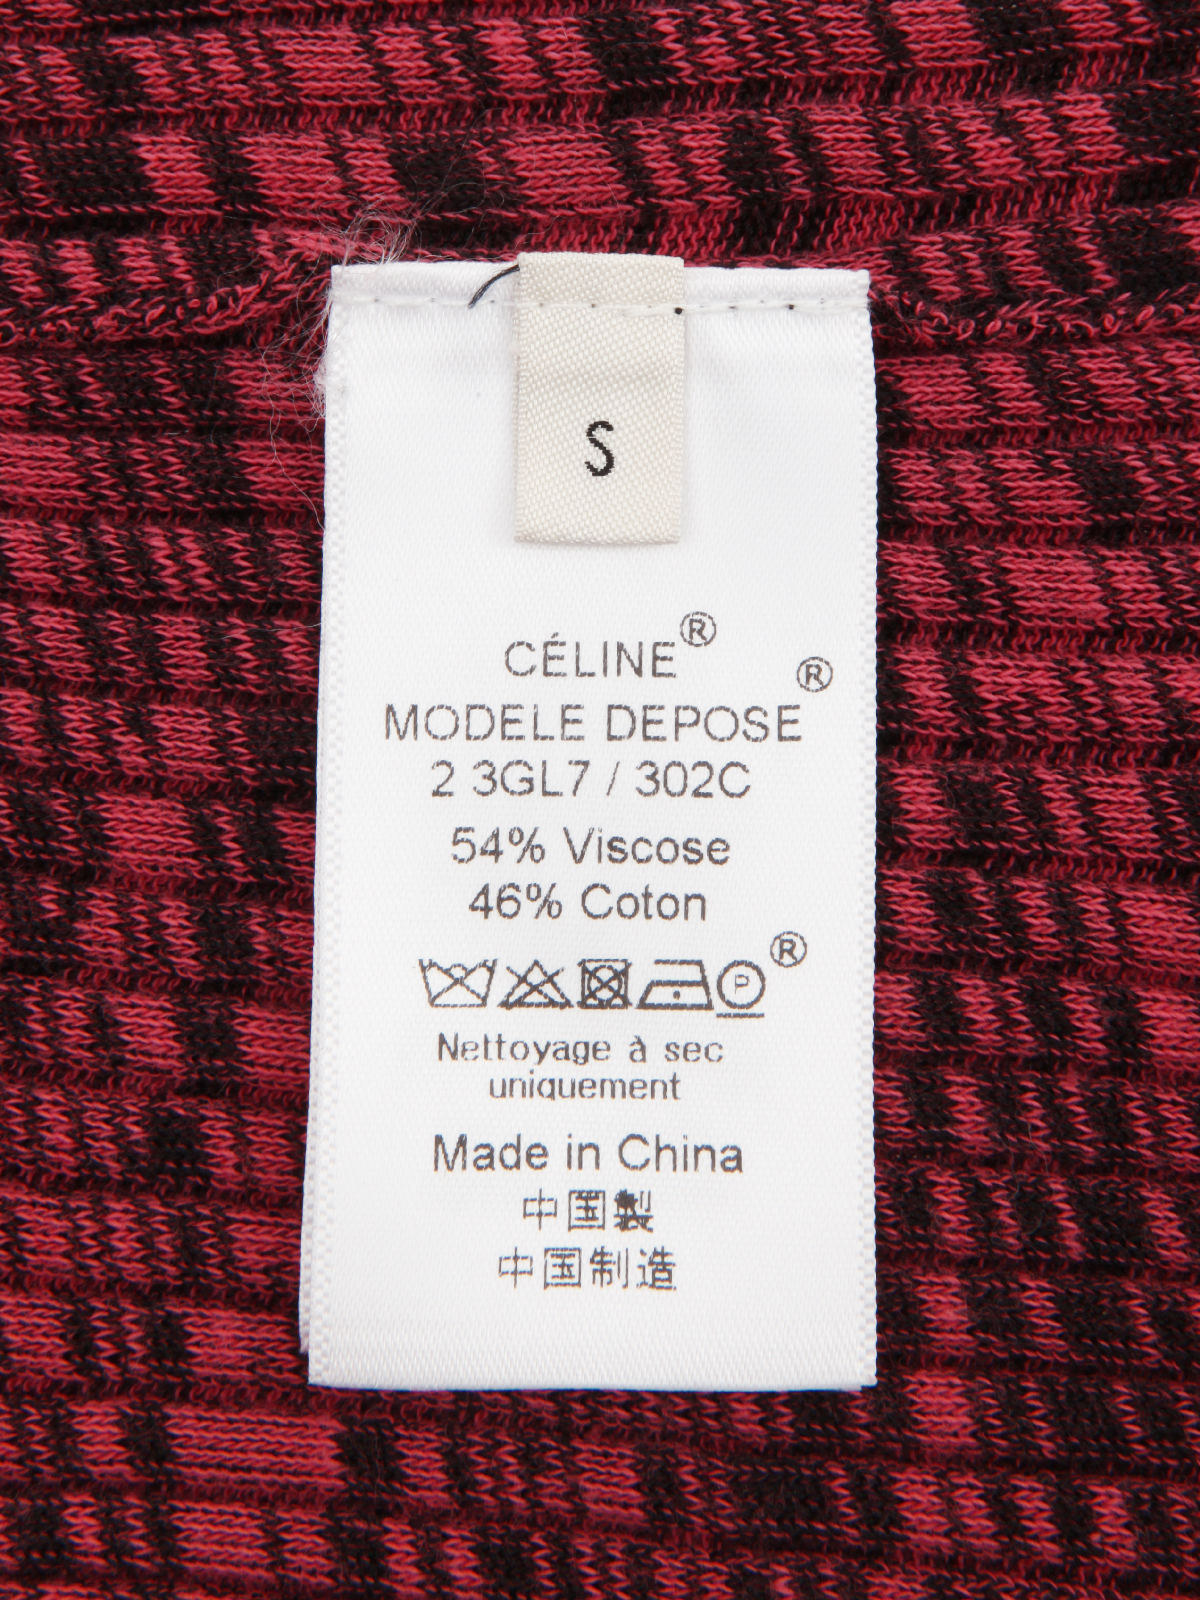 S
CÉLINE®
MODELE DEPOSE®
2 3GL7 / 302C
54% Viscose
46% Coton
P ®
Nettoyage à sec
uniquement
Made in China
中国製
中国制造